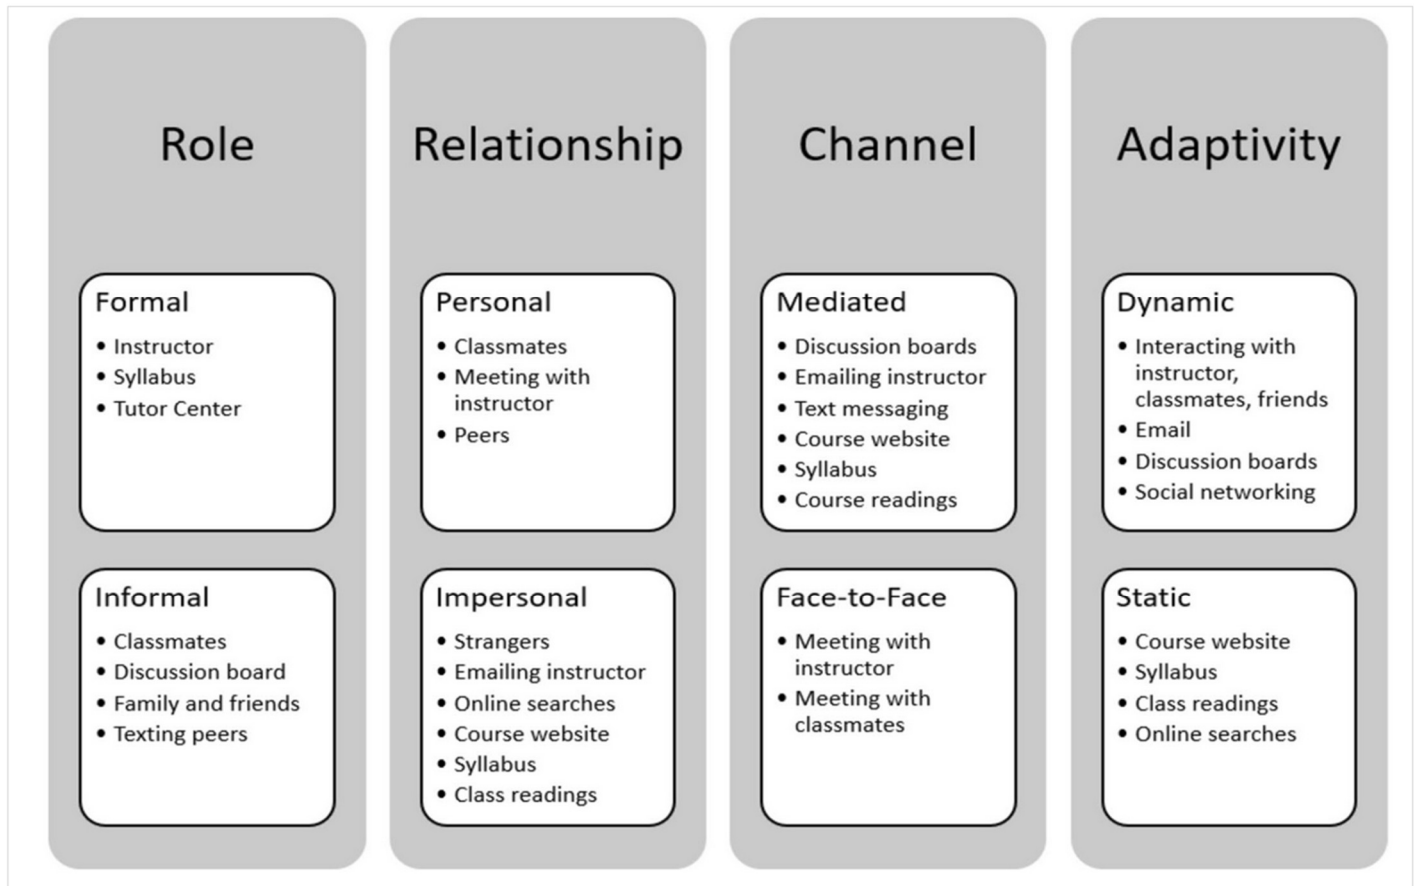 Role
Formal
• Instructor
• Syllabus
• Tutor Center
Informal
• Classmates
• Discussion board
• Family and friends
• Texting peers
Relationship
Personal
• Classmates
• Meeting with
instructor
• Peers
Impersonal
• Strangers
• Emailing instructor
• Online searches
• Course website
• Syllabus
• Class readings
Channel
Mediated
• Discussion boards
• Emailing instructor
• Text messaging
• Course website
• Syllabus
• Course readings
Face-to-Face
• Meeting with
instructor
• Meeting with
classmates
Adaptivity
Dynamic
• Interacting with
instructor,
classmates, friends
• Email
• Discussion boards
• Social networking
Static
• Course website
• Syllabus
• Class readings
• Online searches